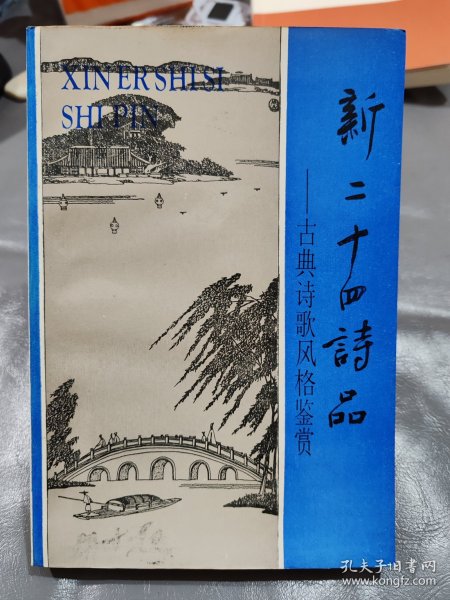 XIN ER SHI SI
SHI PIN
新二十四詩品
——古典诗歌风格鉴赏
孔夫子旧书网
www.kongfz.com